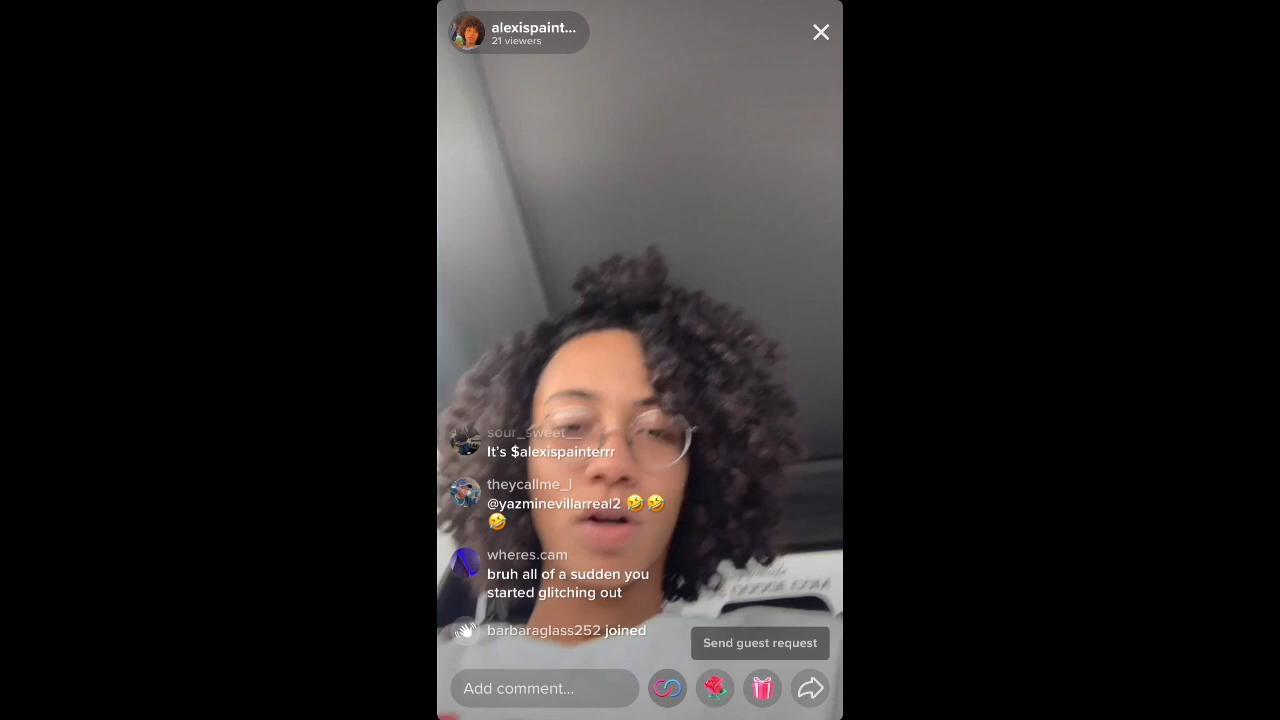 alexispaint...
21 viewers
sour_sweet__
It's $alexispainterrr
theycallme_l
@yazminevillarreal2 🤣🤣
🤣
wheres.cam
bruh all of a sudden you
started glitching out
barbaraglass252 joined
Send guest request
Add comment...